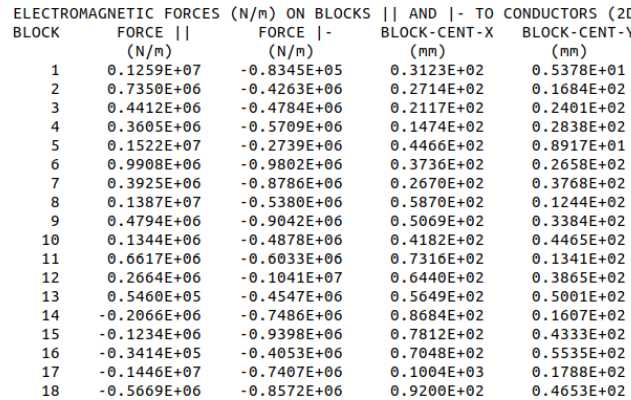 ELECTROMAGNETIC FORCES (N/m) ON BLOCKS || AND |- TO CONDUCTORS (2D
BLOCK FORCE || FORCE |- BLOCK-CENT-X BLOCK-CENT-Y
(N/m) (N/m) (mm) (mm)
1 0.1259E+07 -0.8345E+05 0.3123E+02 0.5378E+01
2 0.7350E+06 -0.4263E+06 0.2714E+02 0.1684E+02
3 0.4412E+06 -0.4784E+06 0.2117E+02 0.2401E+02
4 0.3605E+06 -0.5709E+06 0.1474E+02 0.2838E+02
5 0.1522E+07 -0.2739E+06 0.4466E+02 0.8917E+01
6 0.9908E+06 -0.9802E+06 0.3736E+02 0.2658E+02
7 0.3925E+06 -0.8786E+06 0.2670E+02 0.3768E+02
8 0.1387E+07 -0.5380E+06 0.5870E+02 0.1244E+02
9 0.4794E+06 -0.9042E+06 0.5069E+02 0.3384E+02
10 0.1344E+06 -0.4878E+06 0.4182E+02 0.4465E+02
11 0.6617E+06 -0.6033E+06 0.7316E+02 0.1341E+02
12 0.2664E+06 -0.1041E+07 0.6440E+02 0.3865E+02
13 0.5460E+05 -0.4547E+06 0.5649E+02 0.5001E+02
14 -0.2066E+06 -0.7486E+06 0.8684E+02 0.1607E+02
15 -0.1234E+06 -0.9398E+06 0.7812E+02 0.4333E+02
16 -0.3414E+05 -0.4053E+06 0.7048E+02 0.5535E+02
17 -0.1446E+07 -0.7407E+06 0.1004E+03 0.1788E+02
18 -0.5669E+06 -0.8572E+06 0.9200E+02 0.4653E+02